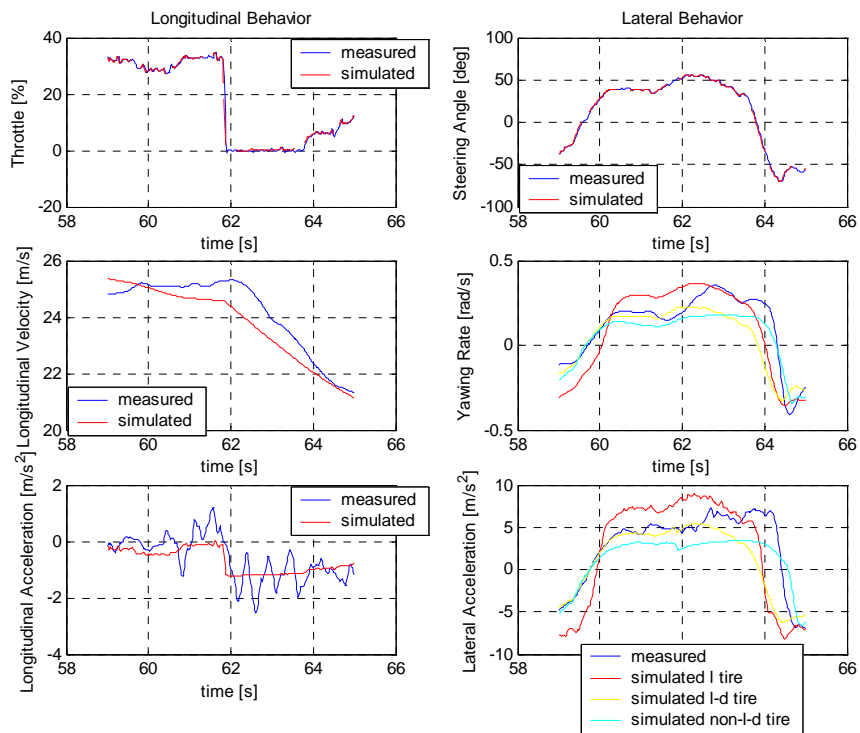 Longitudinal Behavior
Throttle [%]
40
20
0
-20
58
60
62
64
66
time [s]
measured
simulated
Lateral Behavior
Steering Angle [deg]
100
50
0
-50
-100
58
60
62
64
66
time [s]
measured
simulated
Longitudinal Velocity [m/s]
26
24
22
20
58
60
62
64
66
time [s]
measured
simulated
Yawing Rate [rad/s]
0.5
0
-0.5
58
60
62
64
66
time [s]
Longitudinal Acceleration [m/s²]
2
0
-2
-4
58
60
62
64
66
time [s]
measured
simulated
Lateral Acceleration [m/s²]
10
5
0
-5
-10
58
60
62
64
66
measured
simulated l tire
simulated l-d tire
simulated non-l-d tire